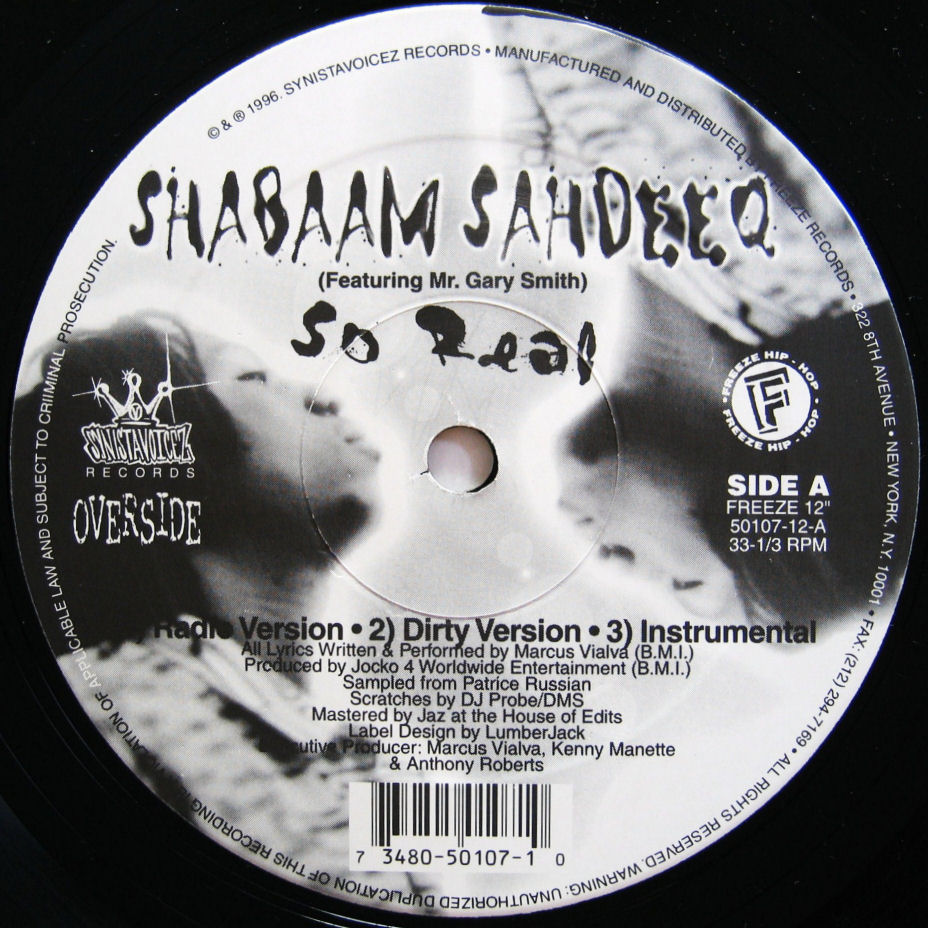 © & ® 1996. SYNISTAVOICEZ RECORDS • MANUFACTURED AND DISTRIBUTED BY FREEZE RECORDS • 322 8TH AVENUE • NEW YORK, N.Y. 10001 • FAX: (212) 294-7169 • ALL RIGHTS RESERVED. WARNING: UNAUTHORIZED DUPLICATION OF THIS RECORDING IS VIOLATION OF APPLICABLE LAW AND SUBJECT TO CRIIMINAL PROSECUTION.
SHABAAM SAHDEEQ
(Featuring Mr. Gary Smith)
So Real
SYNISTAVOICEZ
RECORDS
OVERSIDE
• FREEZE HIP - HOP •
F
FREEZE HIP - HOP
SIDE A
FREEZE 12"
50107-12-A
33-1/3 RPM
Radio Version • 2) Dirty Version • 3) Instrumental
All Lyrics Written & Performed by Marcus Vialva (B.M.I.)
Produced by Jocko 4 Worldwide Entertainment (B.M.I.)
Sampled from Patrice Russian
Scratches by DJ Probe/DMS
Mastered by Jaz at the House of Edits
Label Design by LumberJack
Executive Producer: Marcus Vialva, Kenny Manette
& Anthony Roberts
7 3480-50107-1 0